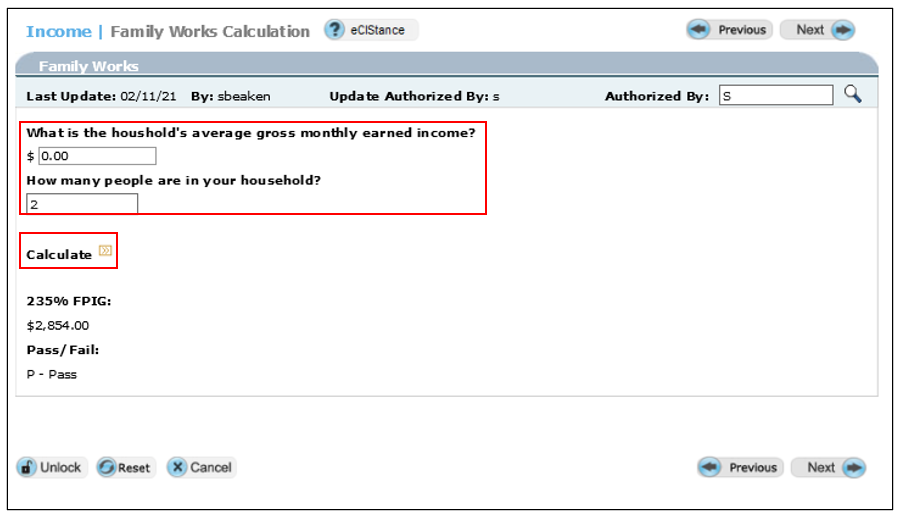 Income | Family Works Calculation ? eCIStance Previous Next
Family Works
Last Update: 02/11/21 By: sbeaken Update Authorized By: s Authorized By: S
What is the houshold's average gross monthly earned income?
$ 0.00
How many people are in your household?
2
Calculate
235% FPIG:
$2,854.00
Pass/Fail:
P - Pass
Unlock Reset Cancel Previous Next